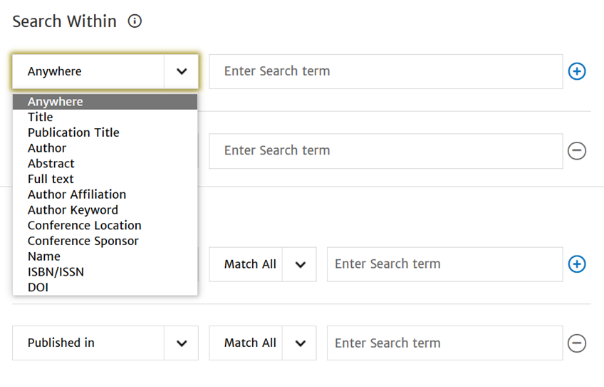 Search Within
Anywhere
Enter Search term
Anywhere
Title
Publication Title
Author
Abstract
Full text
Author Affiliation
Author Keyword
Conference Location
Conference Sponsor
Name
ISBN/ISSN
DOI
Enter Search term
Match All
Enter Search term
Published in
Match All
Enter Search term